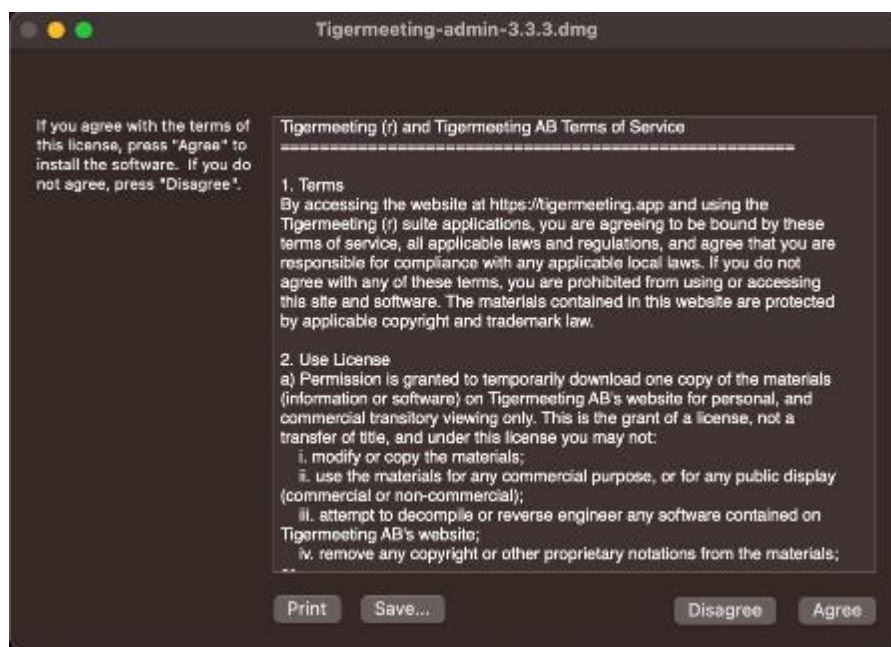 Tigermeeting-admin-3.3.3.dmg
If you agree with the terms of
this license, press "Agree" to
install the software. If you do
not agree, press "Disagree".
Tigermeeting (r) and Tigermeeting AB Terms of Service
=====================================================
1. Terms
By accessing the website at https://tigermeeting.app and using the
Tigermeeting (r) suite applications, you are agreeing to be bound by these
terms of service, all applicable laws and regulations, and agree that you are
responsible for compliance with any applicable local laws. If you do not
agree with any of these terms, you are prohibited from using or accessing
this site and software. The materials contained in this website are protected
by applicable copyright and trademark law.
2. Use License
a) Permission is granted to temporarily download one copy of the materials
(information or software) on Tigermeeting AB's website for personal, and
commercial transitory viewing only. This is the grant of a license, not a
transfer of title, and under this license you may not:
i. modify or copy the materials;
ii. use the materials for any commercial purpose, or for any public display
(commercial or non-commercial);
iii. attempt to decompile or reverse engineer any software contained on
Tigermeeting AB's website;
iv. remove any copyright or other proprietary notations from the materials;
Print Save... Disagree Agree